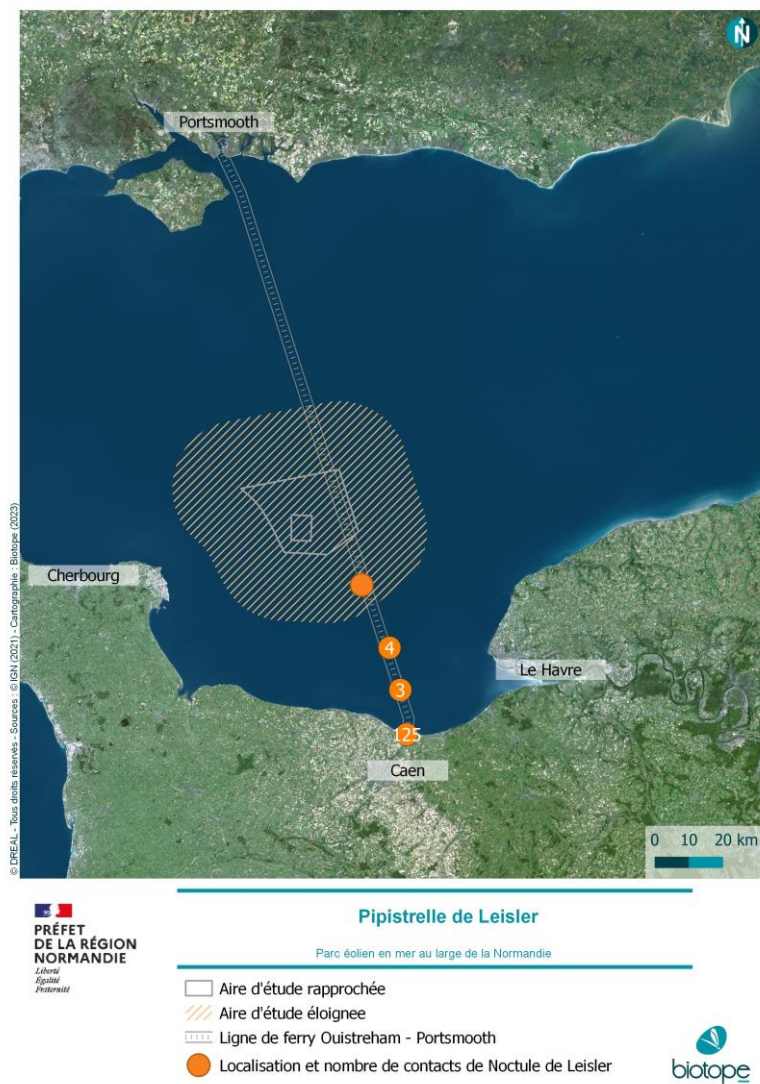 N
Portsmooth
Cherbourg
Le Havre
4
3
125
Caen
0 10 20 km
© DREAL - Tous droits réservés - Sources : © IGN (2021) - Cartographie : Biotope (2023)
PRÉFET
DE LA RÉGION
NORMANDIE
Liberté
Égalité
Fraternité
Pipistrelle de Leisler
Parc éolien en mer au large de la Normandie
Aire d'étude rapprochée
Aire d'étude éloignee
Ligne de ferry Ouistreham - Portsmooth
Localisation et nombre de contacts de Noctule de Leisler
biotope